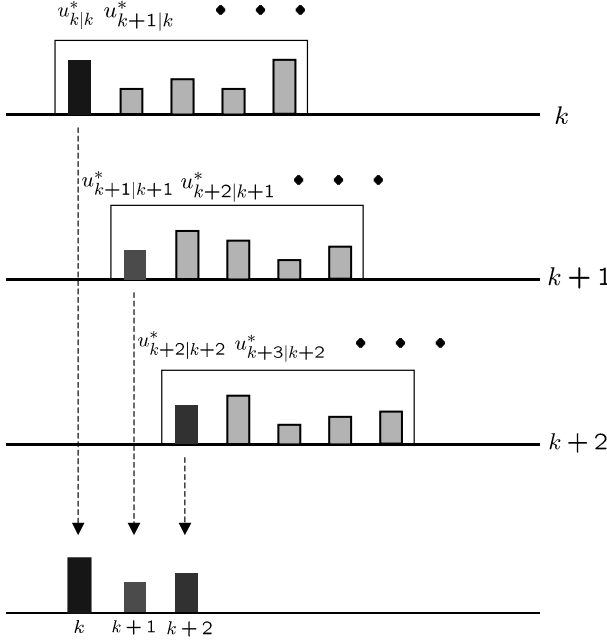 u*k|k u*k+1|k • • •
k
u*k+1|k+1 u*k+2|k+1 • • •
k + 1
u*k+2|k+2 u*k+3|k+2 • • •
k + 2
k k + 1 k + 2